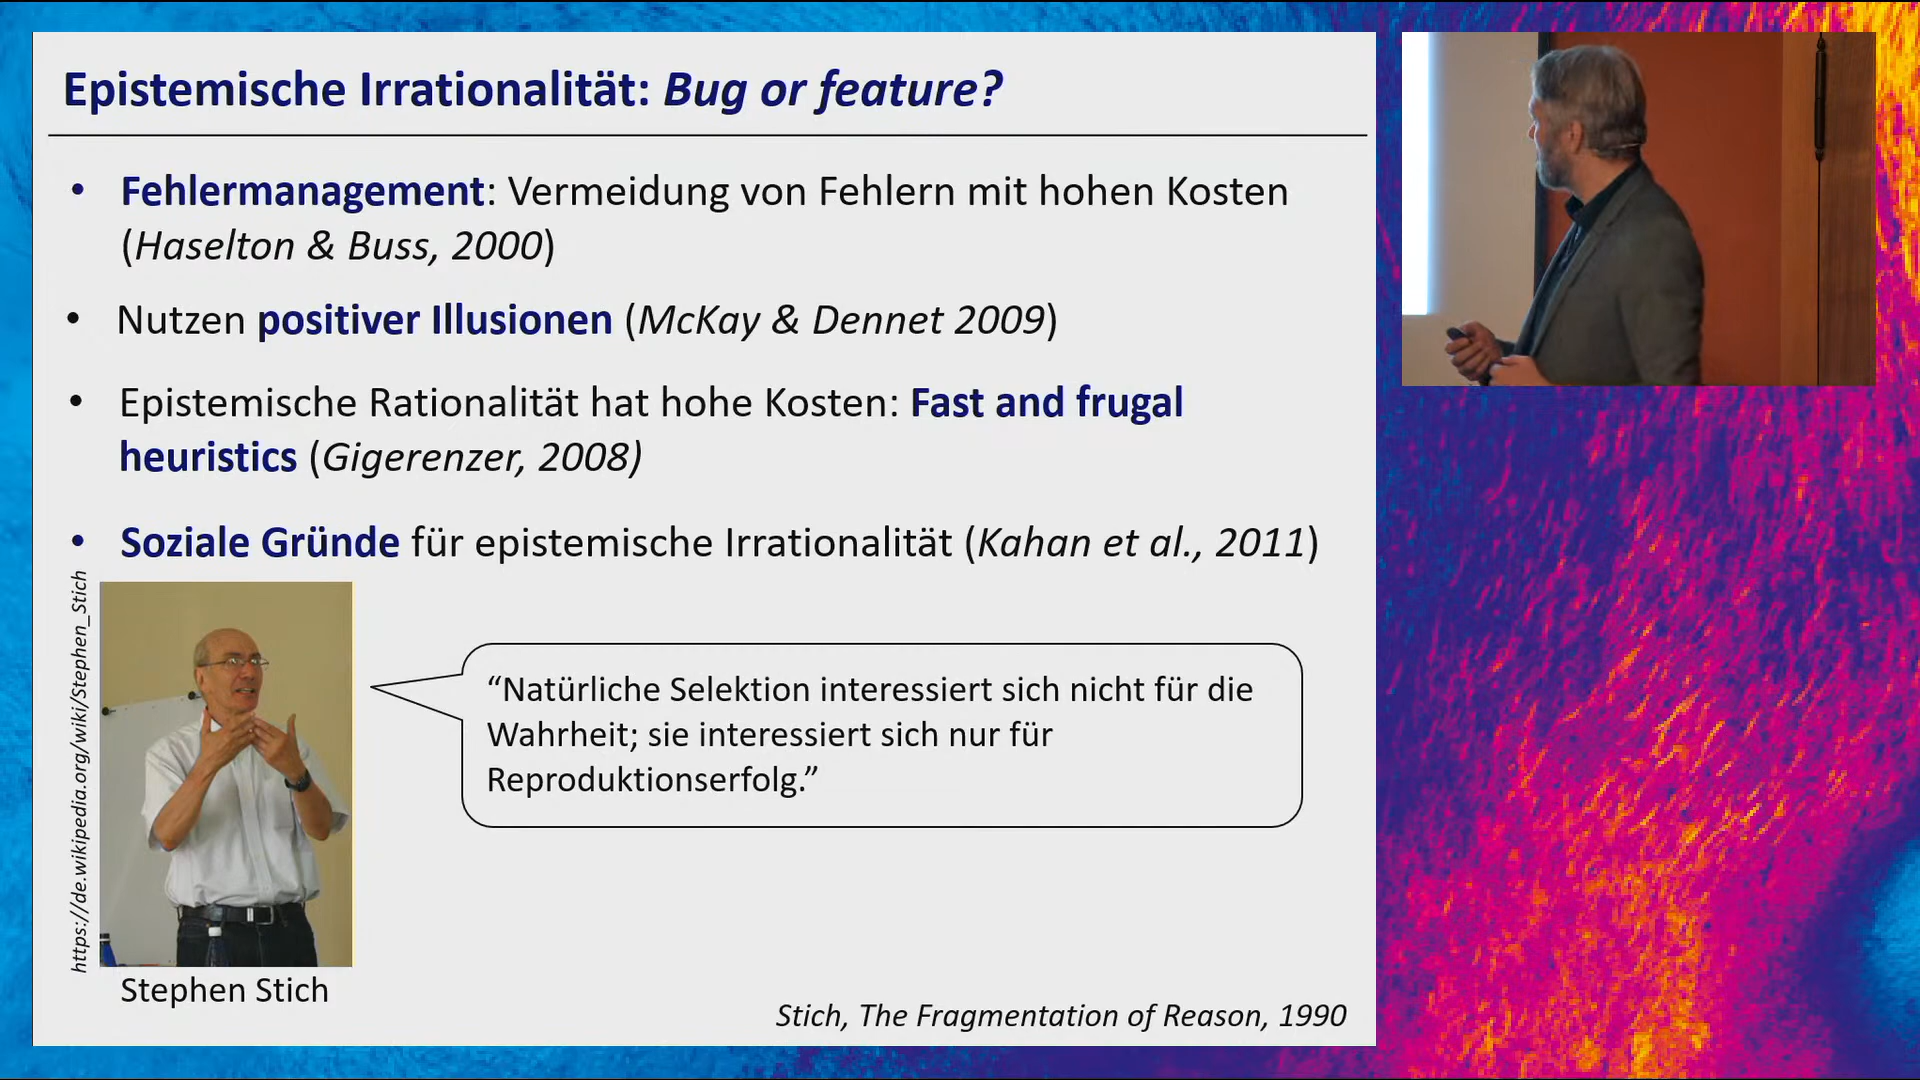 Epistemische Irrationalität: Bug or feature?
• Fehlermanagement: Vermeidung von Fehlern mit hohen Kosten
(Haselton & Buss, 2000)
• Nutzen positiver Illusionen (McKay & Dennet 2009)
• Epistemische Rationalität hat hohe Kosten: Fast and frugal
heuristics (Gigerenzer, 2008)
• Soziale Gründe für epistemische Irrationalität (Kahan et al., 2011)
https://de.wikipedia.org/wiki/Stephen_Stich
“Natürliche Selektion interessiert sich nicht für die
Wahrheit; sie interessiert sich nur für
Reproduktionserfolg.”
Stephen Stich
Stich, The Fragmentation of Reason, 1990